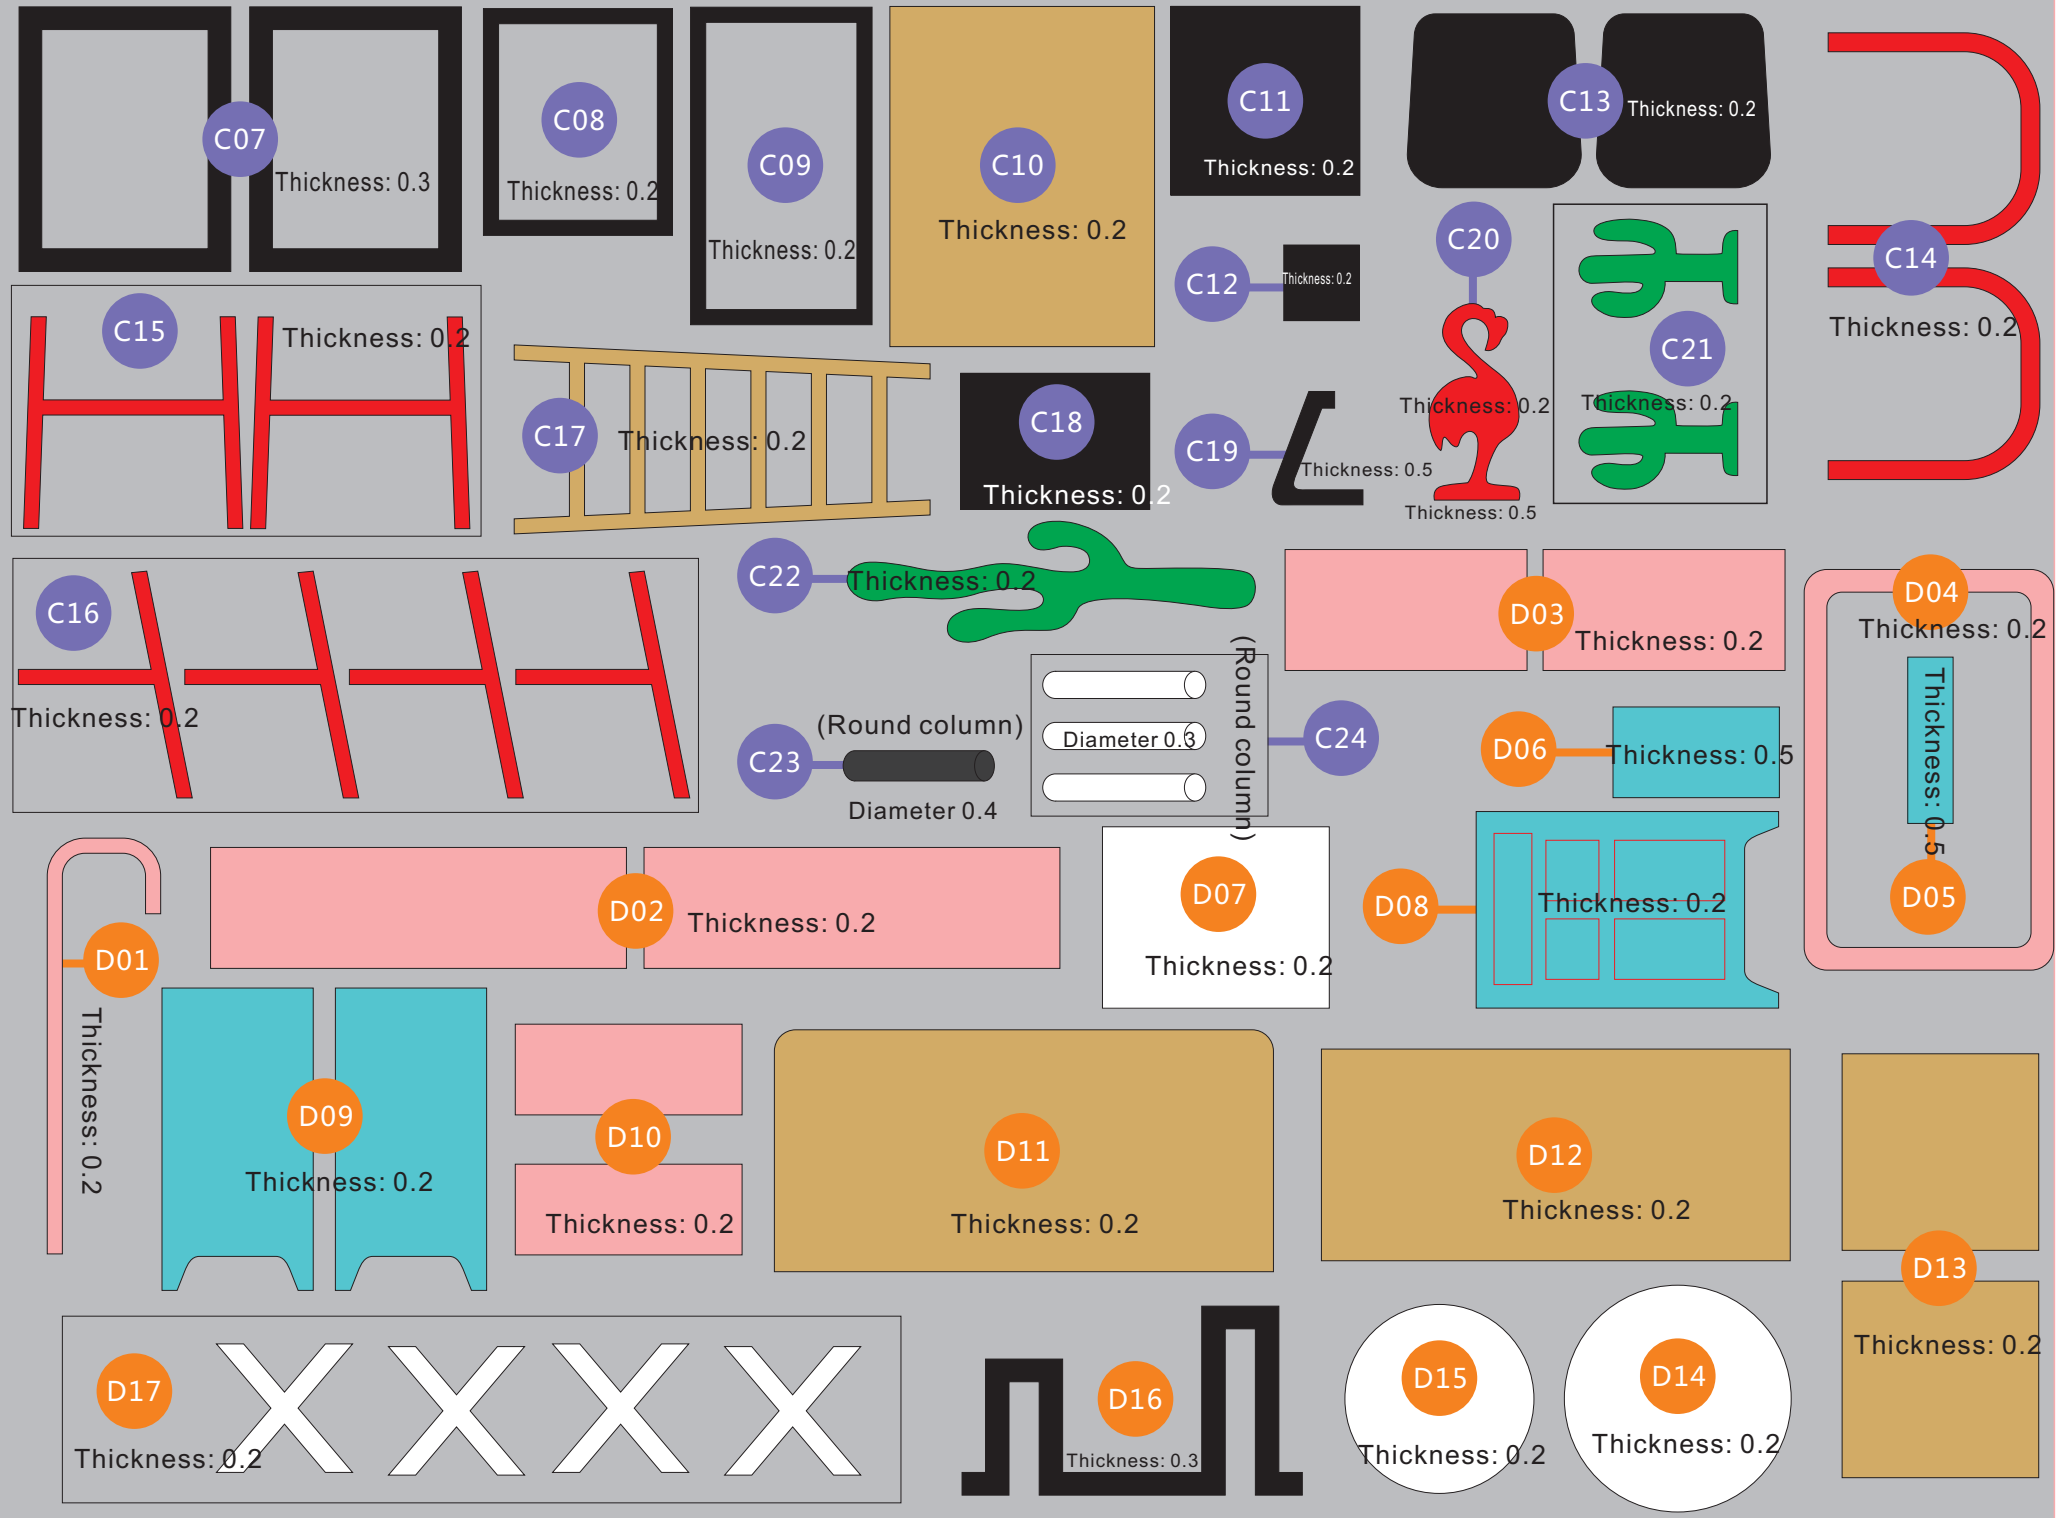 C07
Thickness: 0.3
C08
Thickness: 0.2
C09
Thickness: 0.2
C10
Thickness: 0.2
C11
Thickness: 0.2
C12
Thickness: 0.2
C13
Thickness: 0.2
C14
Thickness: 0.2
C15
Thickness: 0.2
C17
Thickness: 0.2
C18
Thickness: 0.2
C19
Thickness: 0.5
C20
Thickness: 0.2
Thickness: 0.5
C21
Thickness: 0.2
C16
Thickness: 0.2
C22
Thickness: 0.2
C23
(Round column)
Diameter 0.4
Diameter 0.3
(Round column)
C24
D03
Thickness: 0.2
D04
Thickness: 0.2
Thickness: 0.5
D05
D06
Thickness: 0.5
D01
Thickness: 0.2
D02
Thickness: 0.2
D07
Thickness: 0.2
D08
Thickness: 0.2
D09
Thickness: 0.2
D10
Thickness: 0.2
D11
Thickness: 0.2
D12
Thickness: 0.2
D13
Thickness: 0.2
D17
Thickness: 0.2
D16
Thickness: 0.3
D15
Thickness: 0.2
D14
Thickness: 0.2